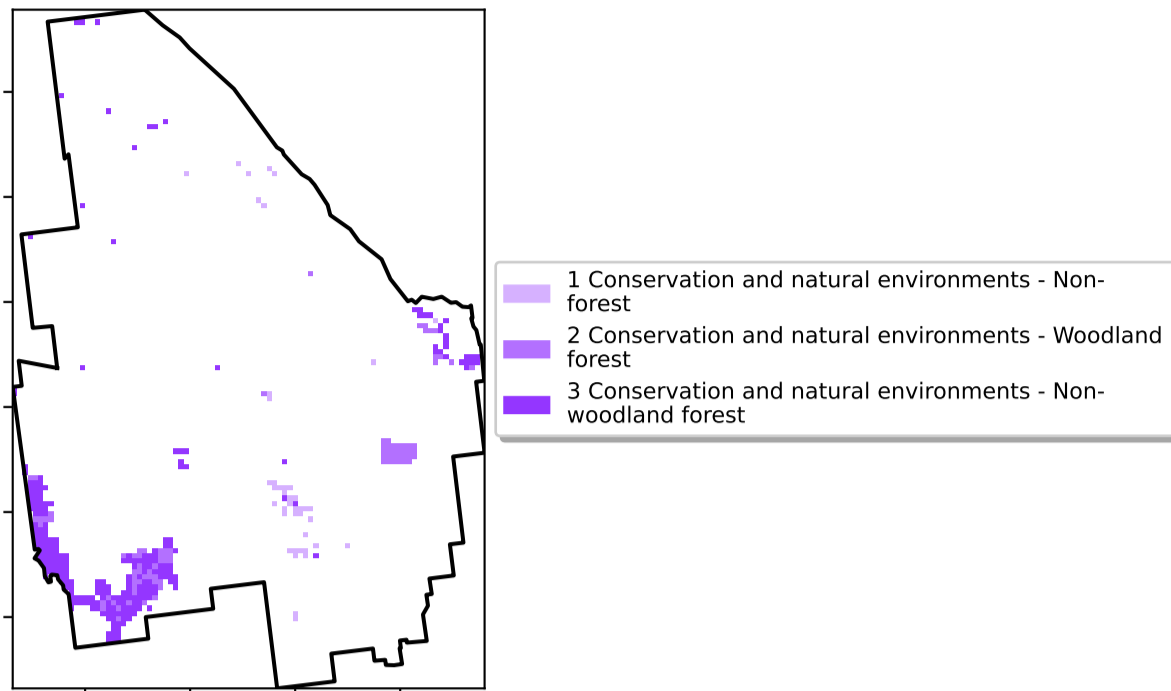 1 Conservation and natural environments - Non-
forest
2 Conservation and natural environments - Woodland
forest
3 Conservation and natural environments - Non-
woodland forest